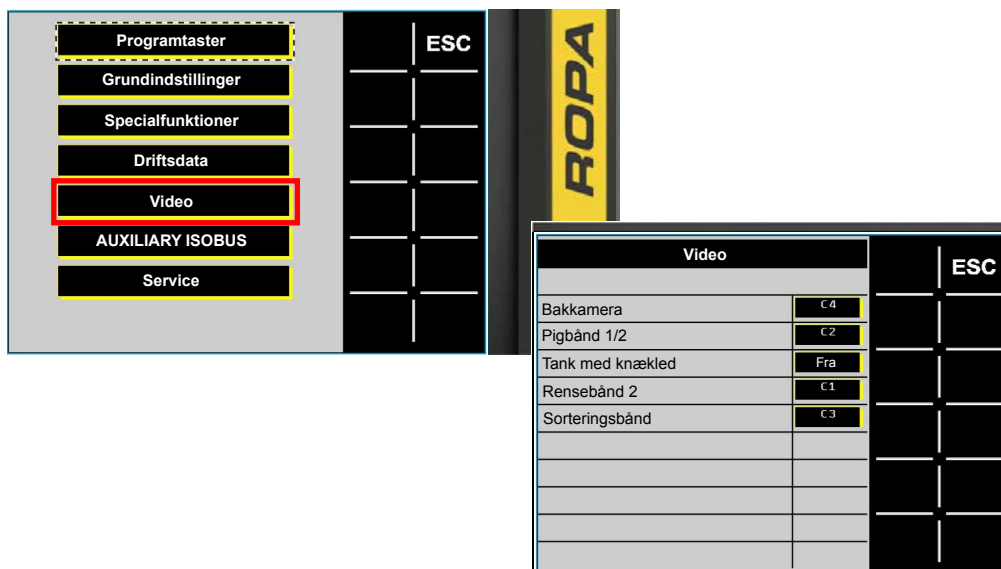 Programtaster
ESC
Grundindstillinger
Specialfunktioner
Driftsdata
Video
AUXILIARY ISOBUS
Service
ROPA
Video
ESC
Bakkamera C4
Pigbånd 1/2 C2
Tank med knækled Fra
Rensebånd 2 C1
Sorteringsbånd C3